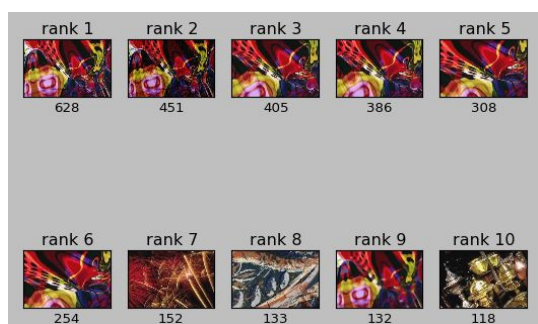 rank 1 rank 2 rank 3 rank 4 rank 5
628 451 405 386 308
rank 6 rank 7 rank 8 rank 9 rank 10
254 152 133 132 118